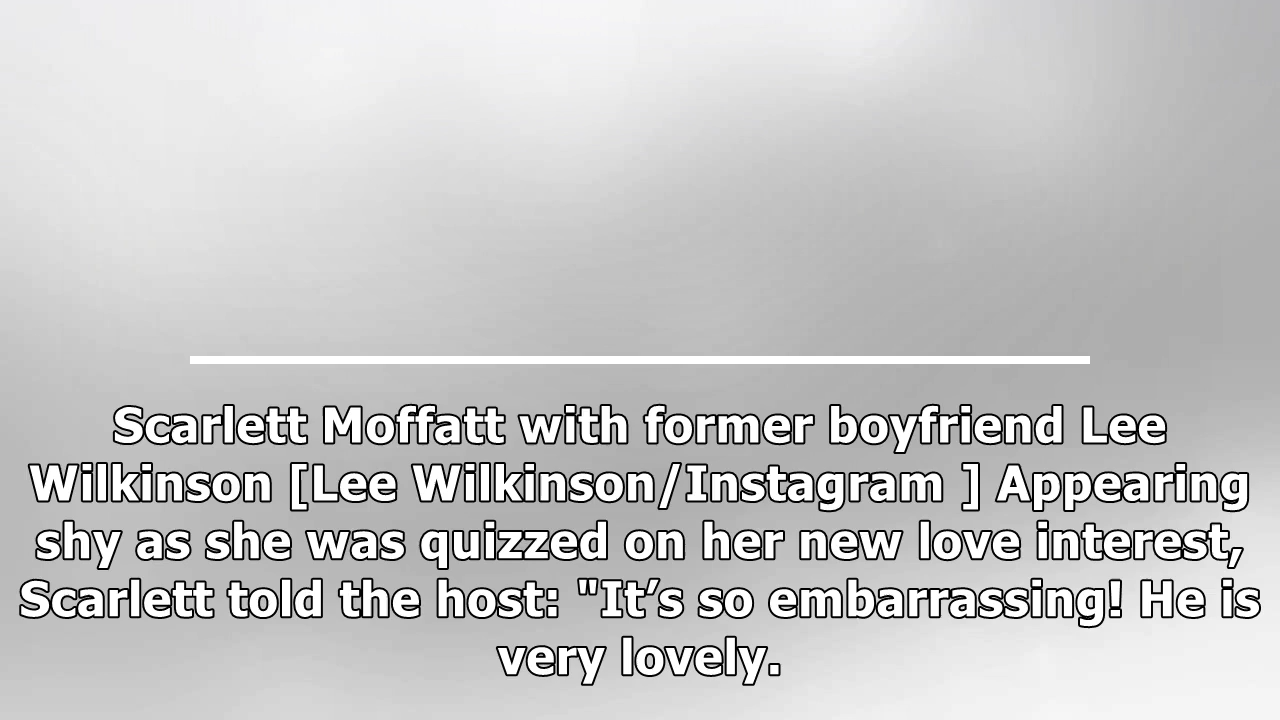 Scarlett Moffatt with former boyfriend Lee
Wilkinson [Lee Wilkinson/Instagram ] Appearing
shy as she was quizzed on her new love interest,
Scarlett told the host: "It’s so embarrassing! He is
very lovely.